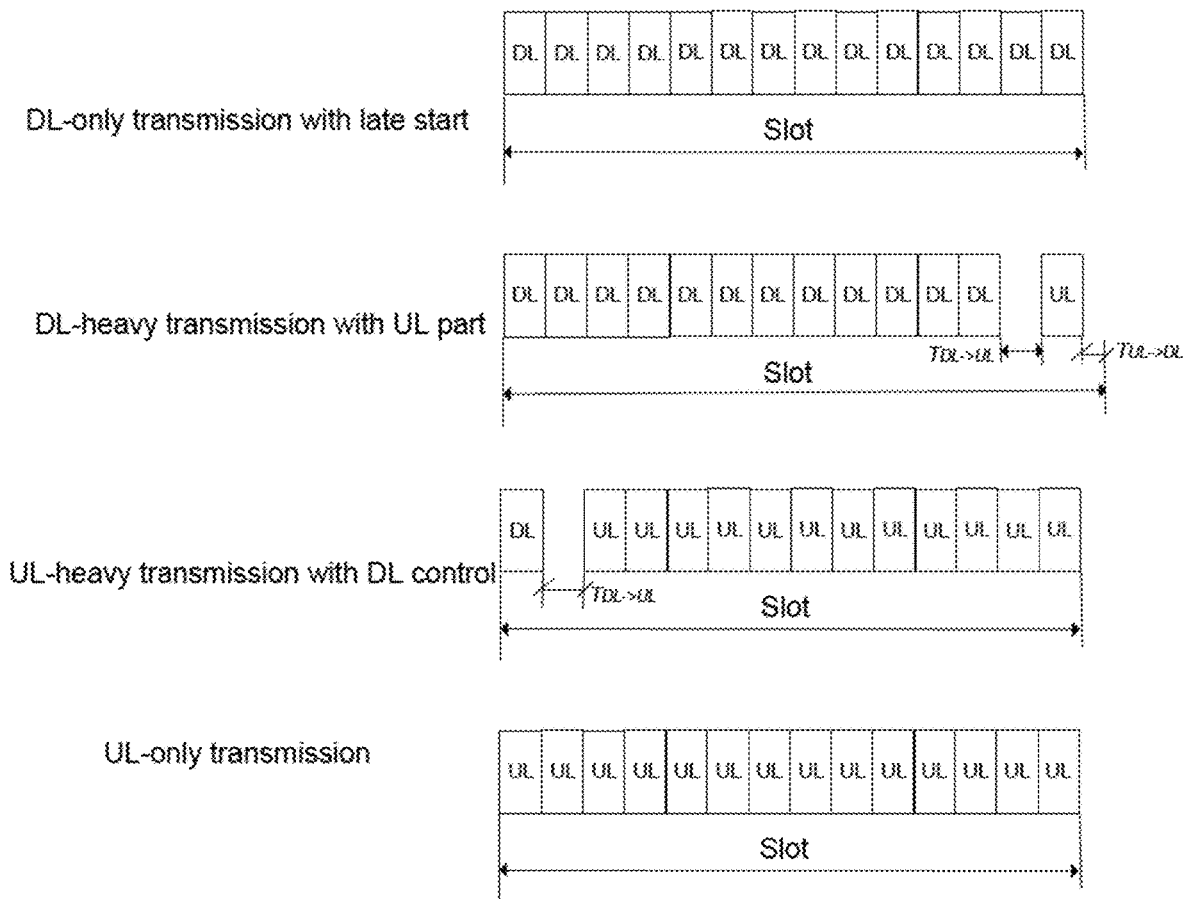 DL DL DL DL DL DL DL DL DL DL DL DL DL DL
DL-only transmission with late start
Slot
DL DL DL DL DL DL DL DL DL DL DL DL UL
DL-heavy transmission with UL part
TDL->UL TUL->DL
Slot
DL UL UL UL UL UL UL UL UL UL UL UL UL
UL-heavy transmission with DL control
TDL->UL
Slot
UL UL UL UL UL UL UL UL UL UL UL UL UL UL
UL-only transmission
Slot